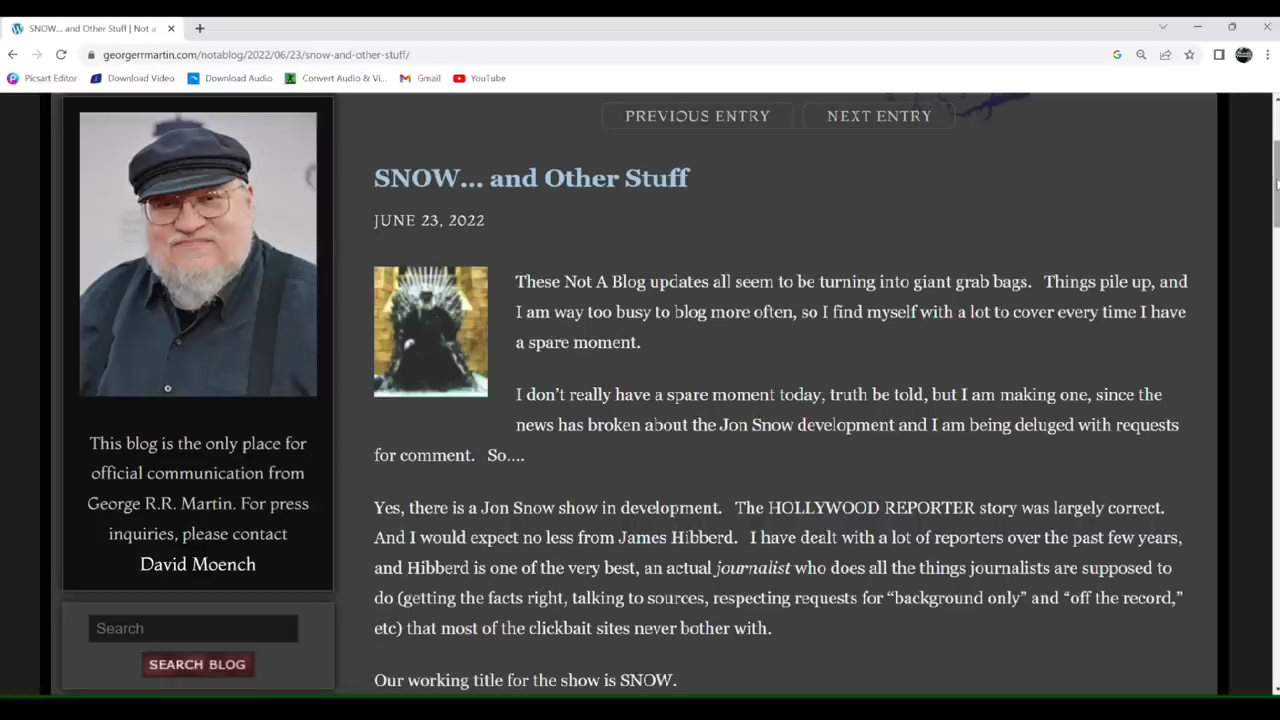 SNOW... and Other Stuff | Not a
georgerrmartin.com/notablog/2022/06/23/snow-and-other-stuff/
Picsart Editor
Download Video
Download Audio
Convert Audio & Vi...
Gmail
YouTube
PREVIOUS ENTRY
NEXT ENTRY
SNOW... and Other Stuff
JUNE 23, 2022
These Not A Blog updates all seem to be turning into giant grab bags. Things pile up, and
I am way too busy to blog more often, so I find myself with a lot to cover every time I have
a spare moment.
I don't really have a spare moment today, truth be told, but I am making one, since the
news has broken about the Jon Snow development and I am being deluged with requests
for comment. So....
Yes, there is a Jon Snow show in development. The HOLLYWOOD REPORTER story was largely correct.
And I would expect no less from James Hibberd. I have dealt with a lot of reporters over the past few years,
and Hibberd is one of the very best, an actual journalist who does all the things journalists are supposed to
do (getting the facts right, talking to sources, respecting requests for “background only” and “off the record,”
etc) that most of the clickbait sites never bother with.
Our working title for the show is SNOW.
This blog is the only place for
official communication from
George R.R. Martin. For press
inquiries, please contact
David Moench
Search
SEARCH BLOG